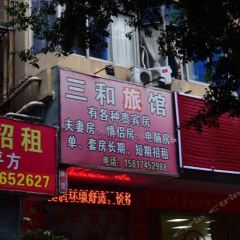 三和旅馆
有各种贵宾房
夫妻房、情侣房、电脑房
单、套房长期、短期招租
电话：15817452988
招租
方
652627
环境舒适